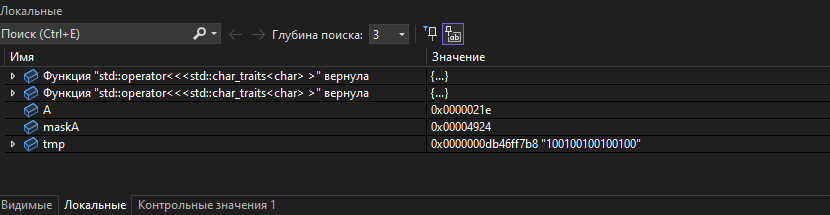 Локальные
Поиск (Ctrl+E) Глубина поиска: 3
Имя Значение
Функция "std::operator<<<std::char_traits<char> >" вернула {...}
Функция "std::operator<<<std::char_traits<char> >" вернула {...}
A 0x0000021e
maskA 0x00004924
tmp 0x0000000db46ff7b8 "100100100100100"
Видимые Локальные Контрольные значения 1